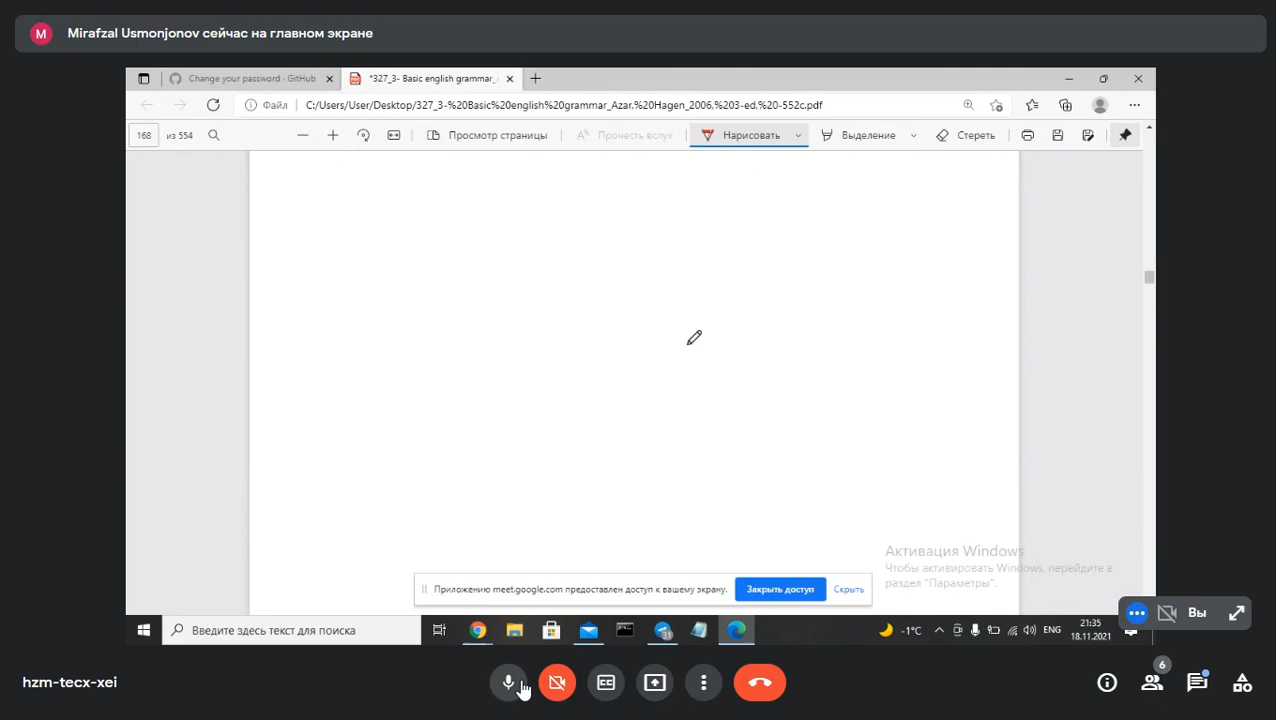 M Mirafzal Usmonjonov сейчас на главном экране
Change your password · GitHub
*327_3- Basic english grammar_
Файл C:/Users/User/Desktop/327_3-%20Basic%20english%20grammar_Azar,%20Hagen_2006.%203-ed,%20-552c.pdf
168 из 554 Просмотр страницы Прочесть вслух Нарисовать Выделение Стереть
Активация Windows
Чтобы активировать Windows, перейдите в
раздел "Параметры".
Приложению meet.google.com предоставлен доступ к вашему экрану. Закрыть доступ Скрыть
Вы
Введите здесь текст для поиска
31
-1°C
ENG
21:35
18.11.2021
hzm-tecx-xei
CC
6